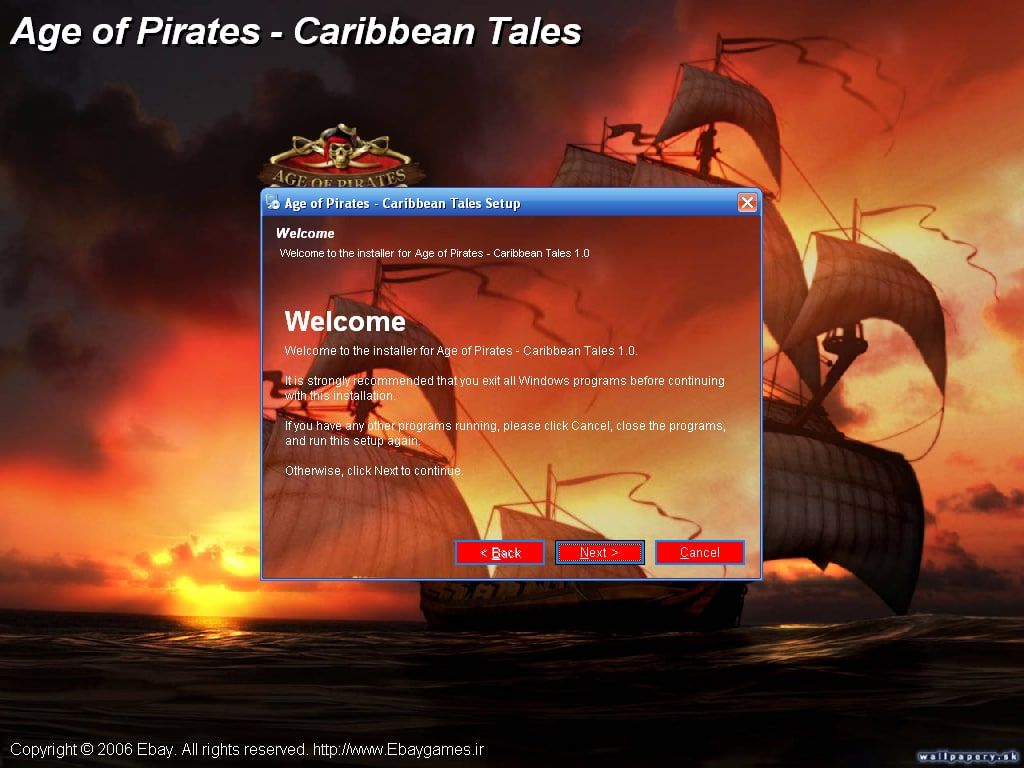 Age of Pirates - Caribbean Tales
AGE OF PIRATES
Age of Pirates - Caribbean Tales Setup
Welcome
Welcome to the installer for Age of Pirates - Caribbean Tales 1.0
Welcome
Welcome to the installer for Age of Pirates - Caribbean Tales 1.0.
It is strongly recommended that you exit all Windows programs before continuing
with this installation.
If you have any other programs running, please click Cancel, close the programs,
and run this setup again.
Otherwise, click Next to continue.
< Back
Next >
Cancel
Copyright © 2006 Ebay. All rights reserved. http://www.Ebaygames.ir
wallpapery.sk